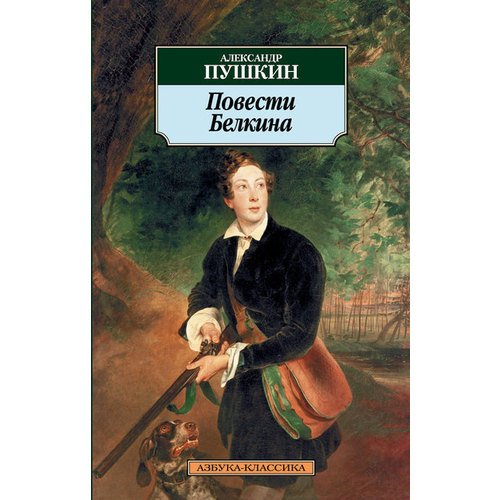 АЛЕКСАНДР
ПУШКИН
Повести
Белкина
АЗБУКА-КЛАССИКА